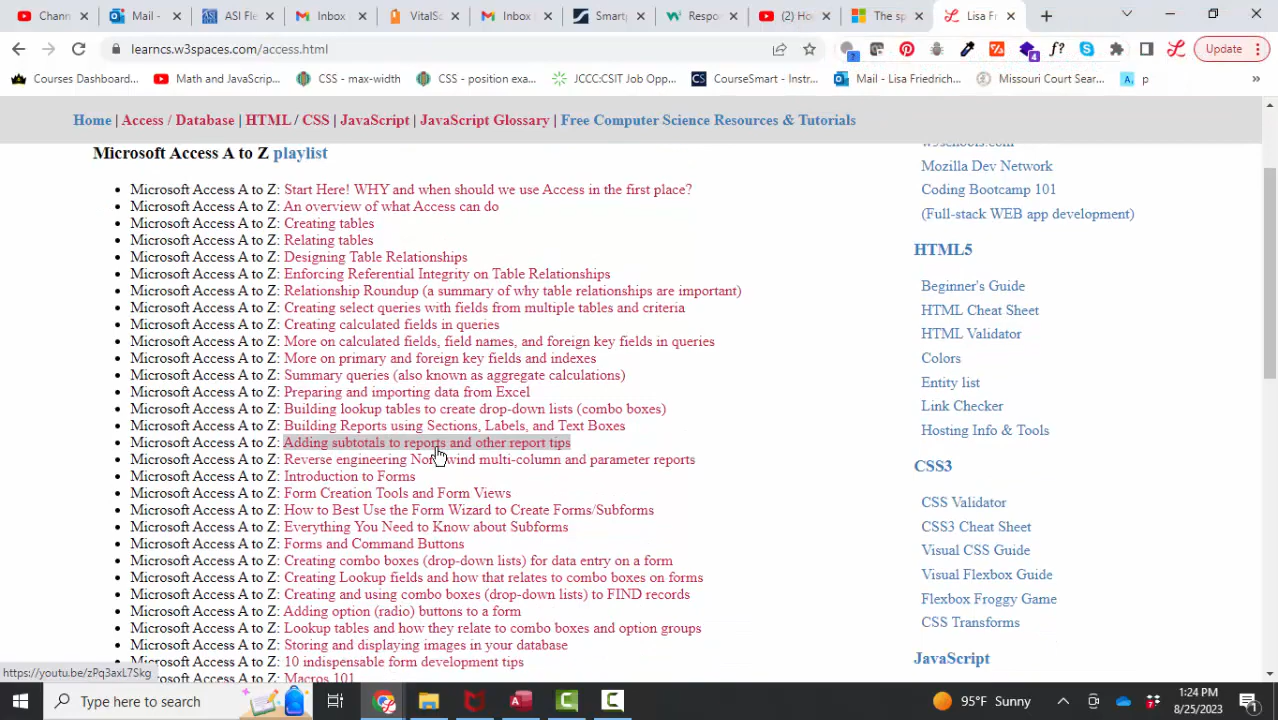 Chann
Mail -
ASI Fle
VitalS
Inbox
Smart
Respo
(2) Ho
The sp
Lisa F
learncs.w3spaces.com/access.html
Update
Courses Dashboard...
Math and JavaScrip...
CSS - max-width
CSS - position exa...
JCCC:CSIT Job Opp...
CourseSmart - Instr...
Mail - Lisa Friedrich...
Missouri Court Sear...
p
Home | Access / Database | HTML / CSS | JavaScript | JavaScript Glossary | Free Computer Science Resources & Tutorials
Microsoft Access A to Z playlist
Microsoft Access A to Z: Start Here! WHY and when should we use Access in the first place?
Microsoft Access A to Z: An overview of what Access can do
Microsoft Access A to Z: Creating tables
Microsoft Access A to Z: Relating tables
Microsoft Access A to Z: Designing Table Relationships
Microsoft Access A to Z: Enforcing Referential Integrity on Table Relationships
Microsoft Access A to Z: Relationship Roundup (a summary of why table relationships are important)
Microsoft Access A to Z: Creating select queries with fields from multiple tables and criteria
Microsoft Access A to Z: Creating calculated fields in queries
Microsoft Access A to Z: More on calculated fields, field names, and foreign key fields in queries
Microsoft Access A to Z: More on primary and foreign key fields and indexes
Microsoft Access A to Z: Summary queries (also known as aggregate calculations)
Microsoft Access A to Z: Preparing and importing data from Excel
Microsoft Access A to Z: Building lookup tables to create drop-down lists (combo boxes)
Microsoft Access A to Z: Building Reports using Sections, Labels, and Text Boxes
Microsoft Access A to Z: Adding subtotals to reports and other report tips
Microsoft Access A to Z: Reverse engineering Northwind multi-column and parameter reports
Microsoft Access A to Z: Introduction to Forms
Microsoft Access A to Z: Form Creation Tools and Form Views
Microsoft Access A to Z: How to Best Use the Form Wizard to Create Forms/Subforms
Microsoft Access A to Z: Everything You Need to Know about Subforms
Microsoft Access A to Z: Forms and Command Buttons
Microsoft Access A to Z: Creating combo boxes (drop-down lists) for data entry on a form
Microsoft Access A to Z: Creating Lookup fields and how that relates to combo boxes on forms
Microsoft Access A to Z: Creating and using combo boxes (drop-down lists) to FIND records
Microsoft Access A to Z: Adding option (radio) buttons to a form
Microsoft Access A to Z: Lookup tables and how they relate to combo boxes and option groups
Microsoft Access A to Z: Storing and displaying images in your database
Microsoft Access A to Z: 10 indispensable form development tips
Microsoft Access A to Z: Macros 101
w3schools.com
Mozilla Dev Network
Coding Bootcamp 101
(Full-stack WEB app development)
HTML5
Beginner's Guide
HTML Cheat Sheet
HTML Validator
Colors
Entity list
Link Checker
Hosting Info & Tools
CSS3
CSS Validator
CSS3 Cheat Sheet
Visual CSS Guide
Visual Flexbox Guide
Flexbox Froggy Game
CSS Transforms
JavaScript
https://youtu.be/zPq3axL7Skg
Type here to search
95°F Sunny
1:24 PM
8/25/2023